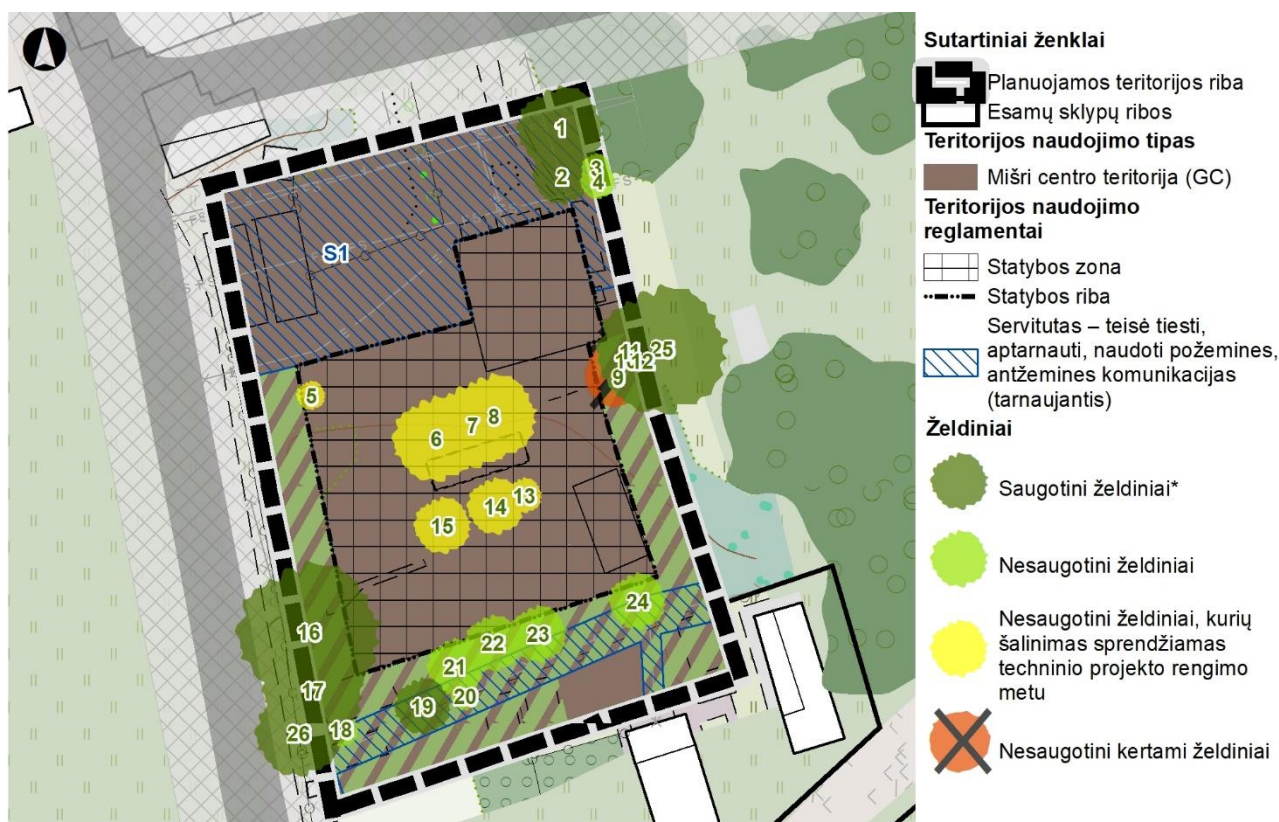 Sutartiniai ženklai
Planuojamos teritorijos riba
Esamų sklypų ribos
Teritorijos naudojimo tipas
Mišri centro teritorija (GC)
Teritorijos naudojimo
reglamentai
Statybos zona
Statybos riba
Servitutas – teisė tiesti,
aptarnauti, naudoti požemines,
antžemines komunikacijas
(tarnaujantis)
Želdiniai
Saugotini želdiniai*
Nesaugotini želdiniai
Nesaugotini želdiniai, kurių
šalinimas sprendžiamas
techninio projekto rengimo
metu
Nesaugotini kertami želdiniai
1
2
3
4
S1
11
25
12
9
5
6
7
8
13
14
15
16
17
18
26
19
20
21
22
23
24